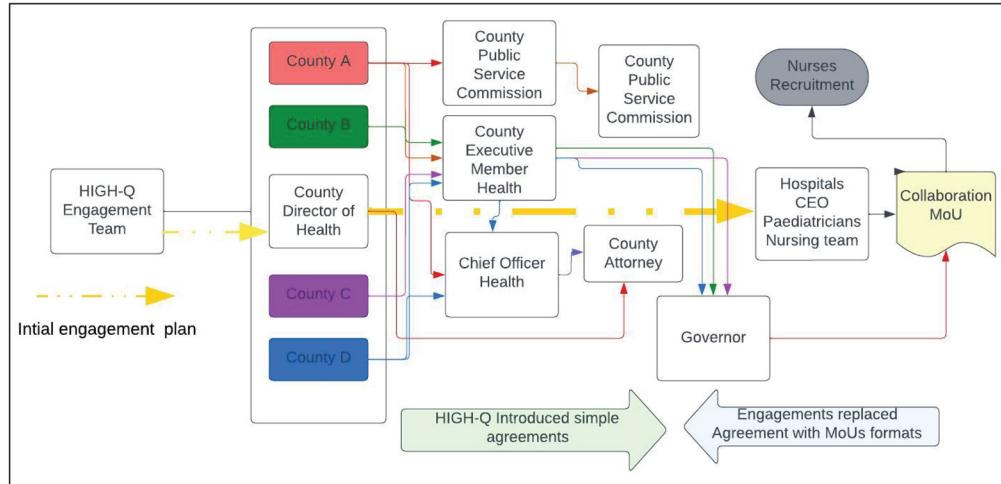 HIGH-Q
Engagement
Team
Intial engagement  plan
County A
County B
County
Director of
Health
County C
County D
County
Public
Service
Commission
County
Public
Service
Commission
County
Executive
Member
Health
Chief Officer
Health
County
Attorney
Governor
Hospitals
CEO
Paediatricians
Nursing team
Nurses
Recruitment
Collaboration
MoU
HIGH-Q Introduced simple
agreements
Engagements replaced
Agreement with MoUs formats